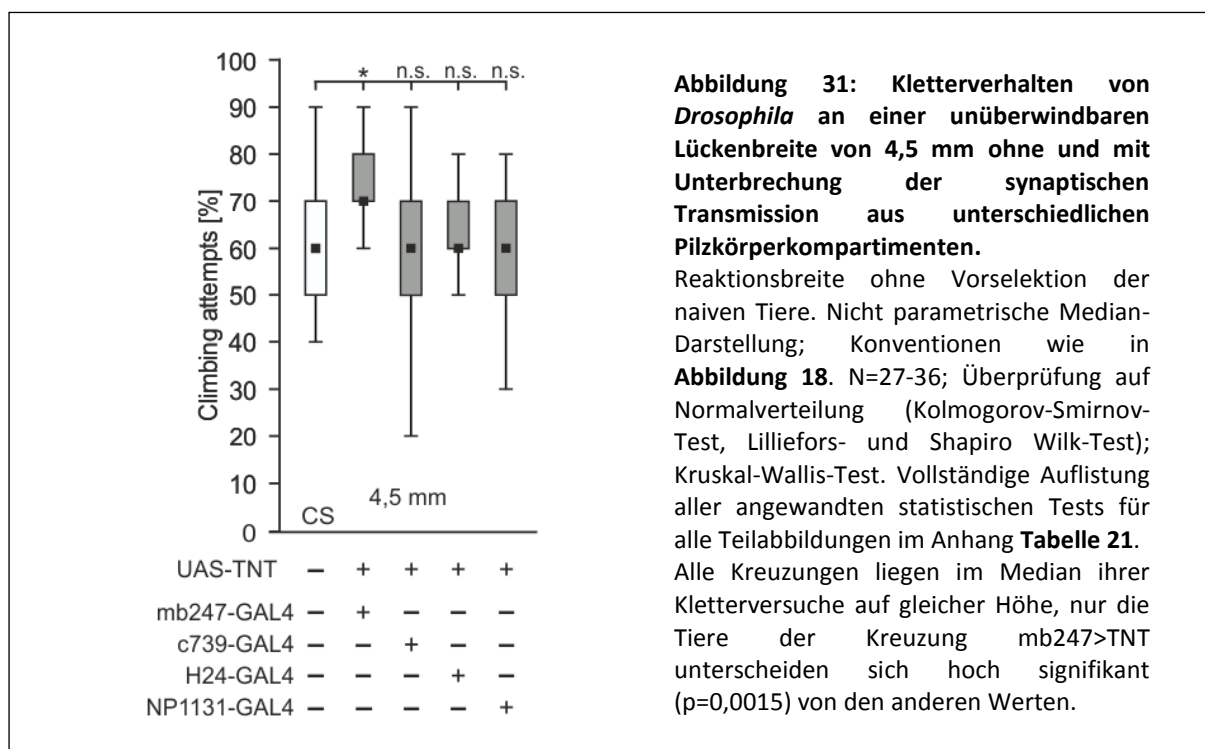 100
90
80
70
60
50
40
30
20
10
0
Climbing attempts [%]
* n.s. n.s. n.s.
CS
4,5 mm
UAS-TNT – + + + +
mb247-GAL4 – + – – –
c739-GAL4 – – + – –
H24-GAL4 – – – + –
NP1131-GAL4 – – – – +
Abbildung 31: Kletterverhalten von
Drosophila an einer unüberwindbaren
Lückenbreite von 4,5 mm ohne und mit
Unterbrechung der synaptischen
Transmission aus unterschiedlichen
Pilzkörperkompartimenten.
Reaktionsbreite ohne Vorselektion der
naiven Tiere. Nicht parametrische Median-
Darstellung; Konventionen wie in
Abbildung 18. N=27-36; Überprüfung auf
Normalverteilung (Kolmogorov-Smirnov-
Test, Lilliefors- und Shapiro Wilk-Test);
Kruskal-Wallis-Test. Vollständige Auflistung
aller angewandten statistischen Tests für
alle Teilabbildungen im Anhang Tabelle 21.
Alle Kreuzungen liegen im Median ihrer
Kletterversuche auf gleicher Höhe, nur die
Tiere der Kreuzung mb247>TNT
unterscheiden sich hoch signifikant
(p=0,0015) von den anderen Werten.